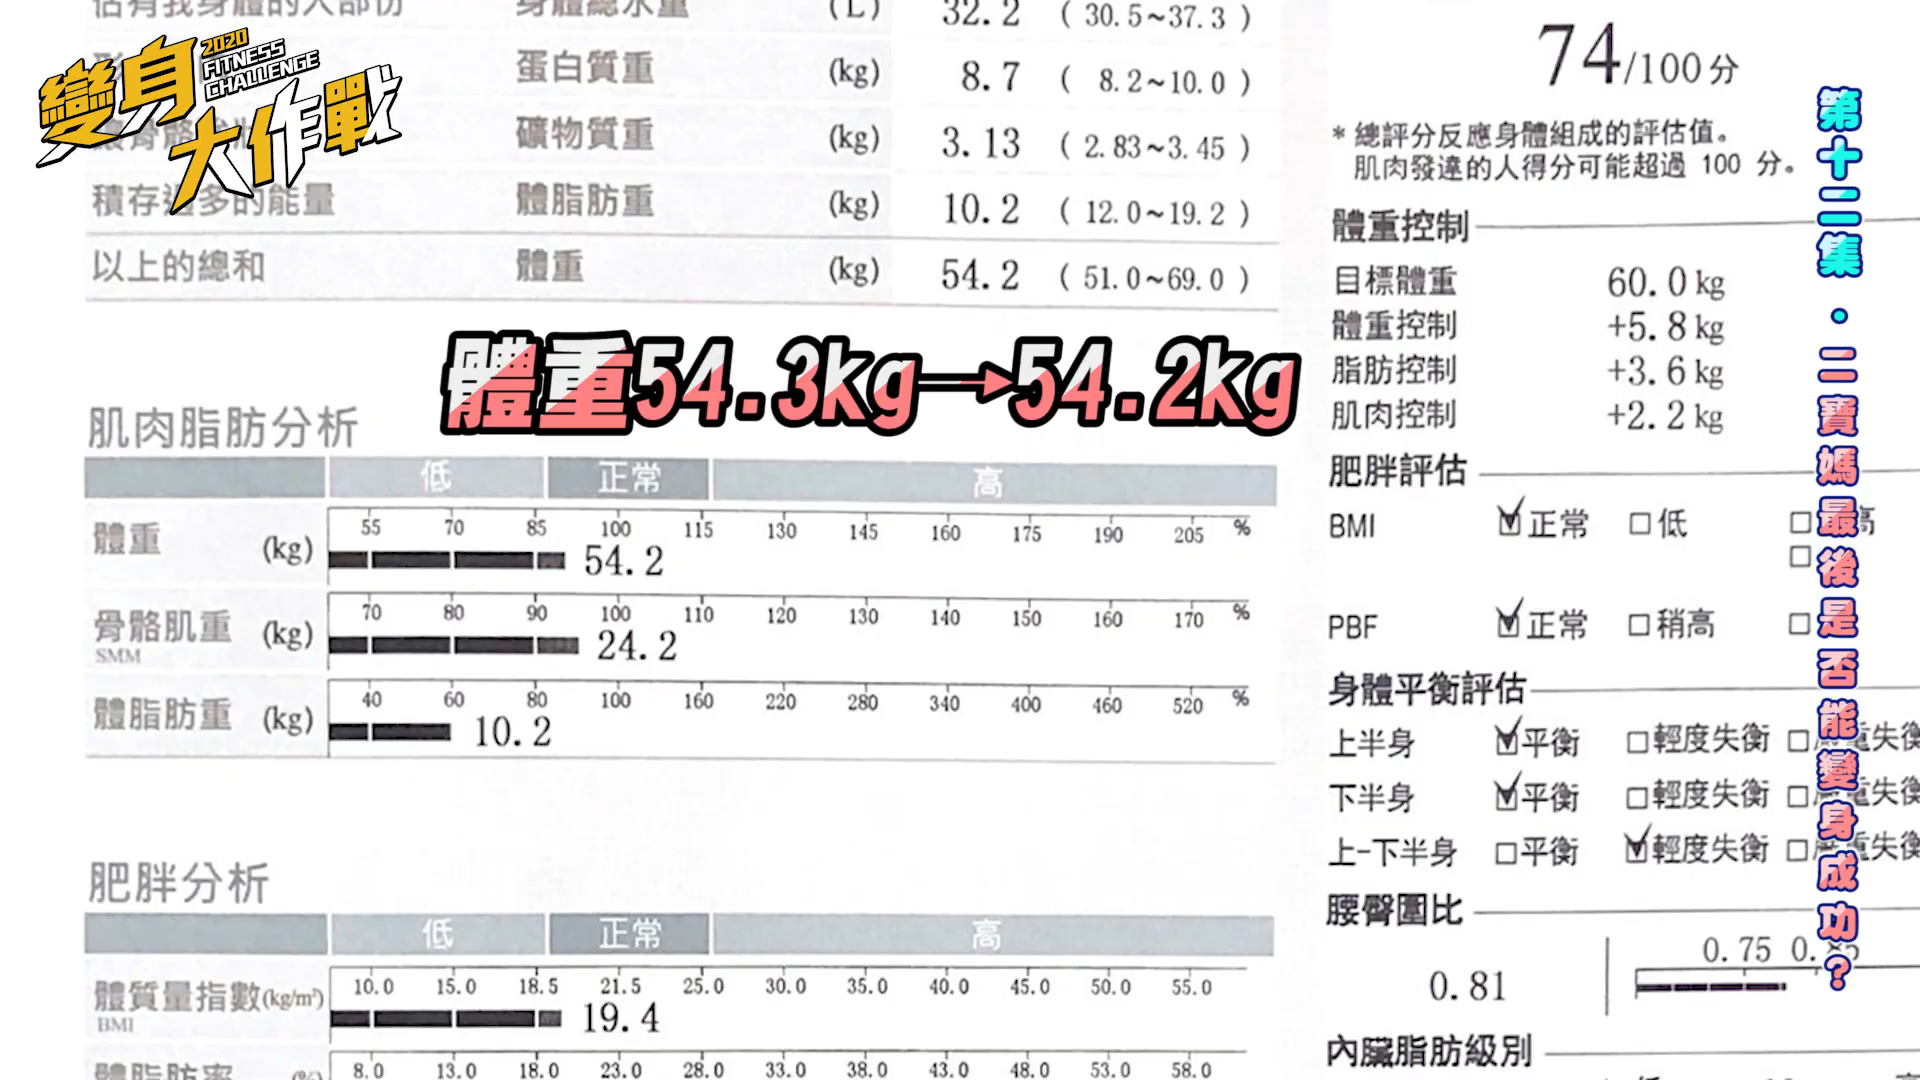 變身大作戰
2020
FITNESS
CHALLENGE
身體總水重 (L) 32.2 ( 30.5~37.3 )
蛋白質重 (kg) 8.7 ( 8.2~10.0 )
礦物質重 (kg) 3.13 ( 2.83~3.45 )
積存過多的能量 體脂肪重 (kg) 10.2 ( 12.0~19.2 )
以上的總和 體重 (kg) 54.2 ( 51.0~69.0 )
體重54.3kg→54.2kg
肌肉脂肪分析
低 正常 高
體重 (kg) 55 70 85 100 115 130 145 160 175 190 205 %
54.2
骨骼肌重 (kg) 70 80 90 100 110 120 130 140 150 160 170 %
SMM 24.2
體脂肪重 (kg) 40 60 80 100 160 220 280 340 400 460 520 %
10.2
肥胖分析
低 正常 高
體質量指數(kg/m²) 10.0 15.0 18.5 21.5 25.0 30.0 35.0 40.0 45.0 50.0 55.0
BMI 19.4
體脂肪率 (%) 8.0 13.0 18.0 23.0 28.0 33.0 38.0 43.0 48.0 53.0 58.0
74/100分
*總評分反應身體組成的評估值。
肌肉發達的人得分可能超過 100 分。
體重控制
目標體重 60.0 kg
體重控制 +5.8 kg
脂肪控制 +3.6 kg
肌肉控制 +2.2 kg
肥胖評估
BMI ☑正常 □低 □ 高
□
PBF ☑正常 □稍高 □
身體平衡評估
上半身 ☑平衡 □輕度失衡 □ 重失衡
下半身 ☑平衡 □輕度失衡 □ 重失衡
上-下半身 □平衡 ☑輕度失衡 □ 重失衡
腰臀圍比
0.75
0.81
內臟脂肪級別
第十二集・二寶媽最後是否能變身成功?